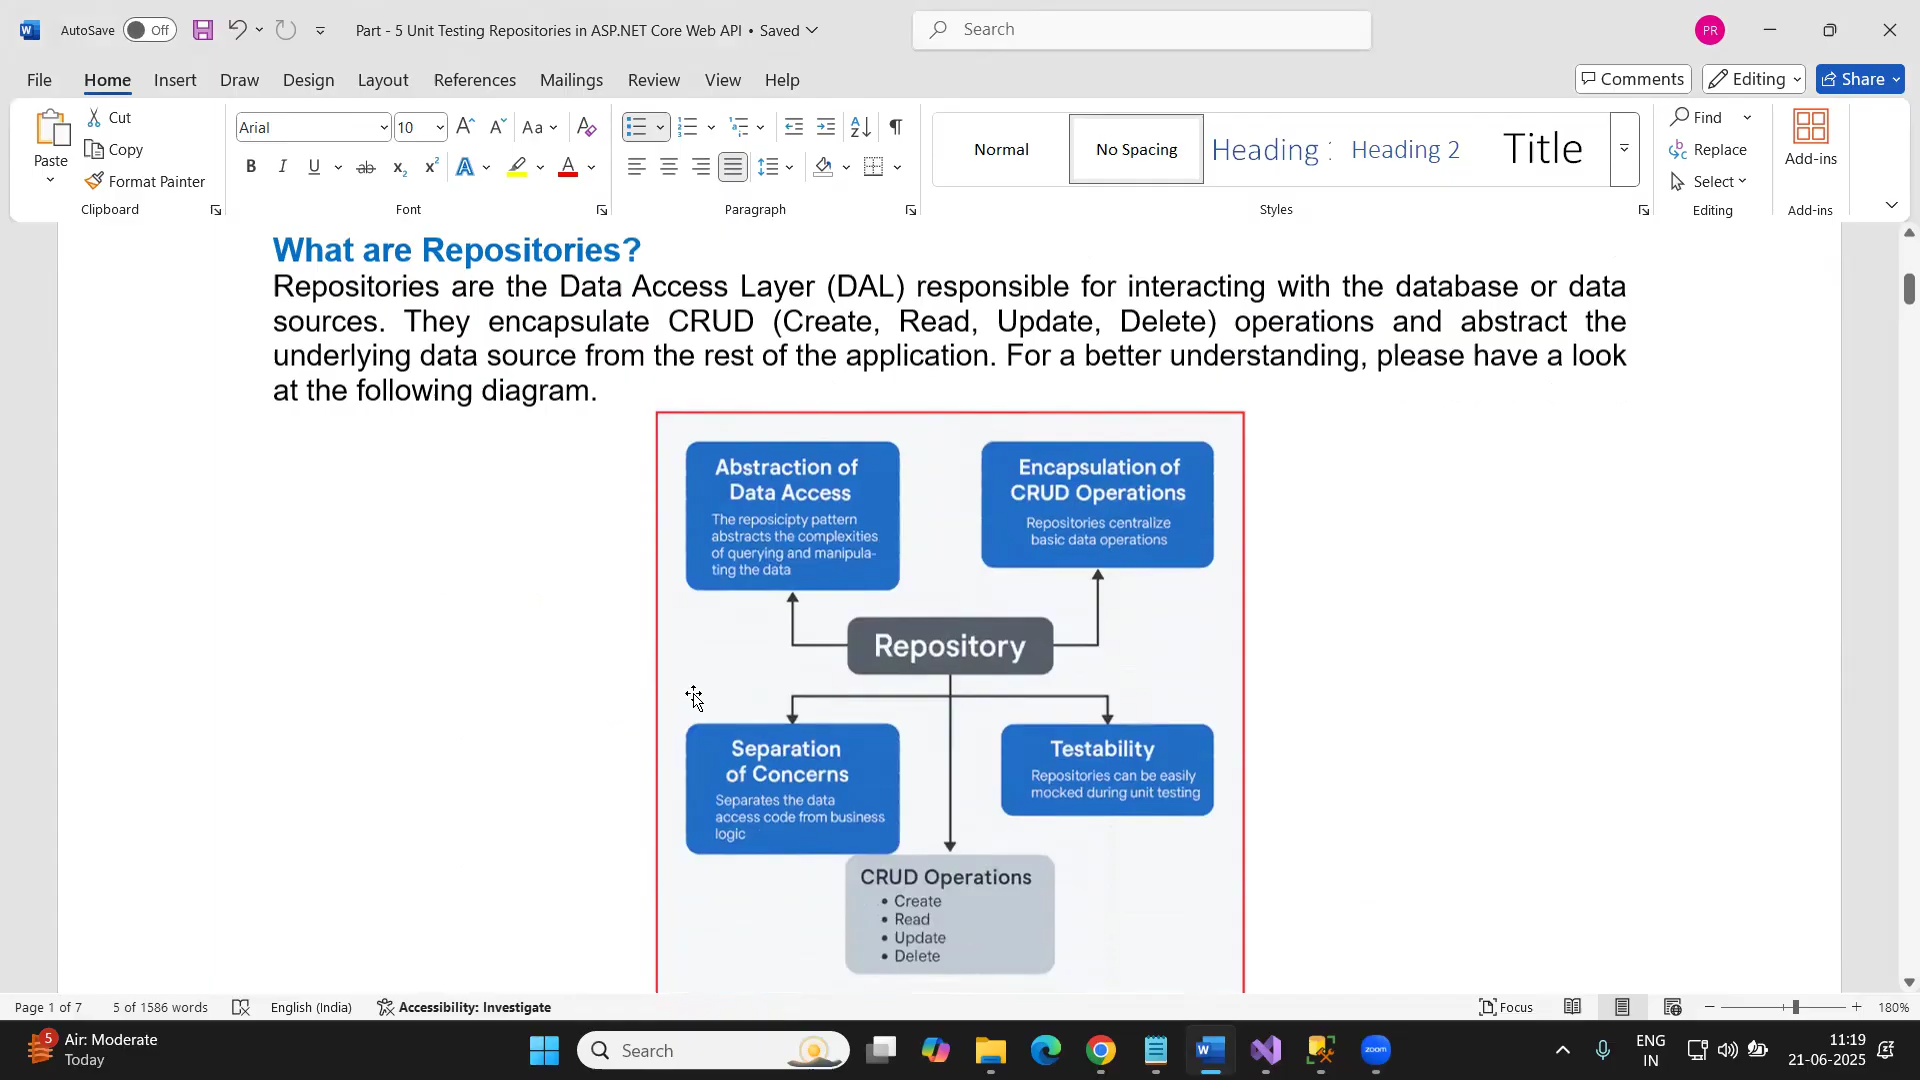 AutoSave Off Part - 5 Unit Testing Repositories in ASP.NET Core Web API • Saved Search PR
File Home Insert Draw Design Layout References Mailings Review View Help Comments Editing Share
Paste Cut Copy Format Painter
Arial 10 Aa
B I U ab x₂ x² A A
Normal No Spacing Heading 1 Heading 2 Title
Find Replace Select
Add-ins
Clipboard Font Paragraph Styles Editing Add-ins
What are Repositories?
Repositories are the Data Access Layer (DAL) responsible for interacting with the database or data
sources. They encapsulate CRUD (Create, Read, Update, Delete) operations and abstract the
underlying data source from the rest of the application. For a better understanding, please have a look
at the following diagram.
Abstraction of
Data Access
The reposicipty pattern
abstracts the complexities
of querying and manipula-
ting the data
Encapsulation of
CRUD Operations
Repositories centralize
basic data operations
Repository
Separation
of Concerns
Separates the data
access code from business
logic
Testability
Repositories can be easily
mocked during unit testing
CRUD Operations
• Create
• Read
• Update
• Delete
Page 1 of 7 5 of 1586 words English (India) Accessibility: Investigate Focus 180%
5 Air: Moderate
Today
Search
zoom
ENG
IN
11:19
21-06-2025